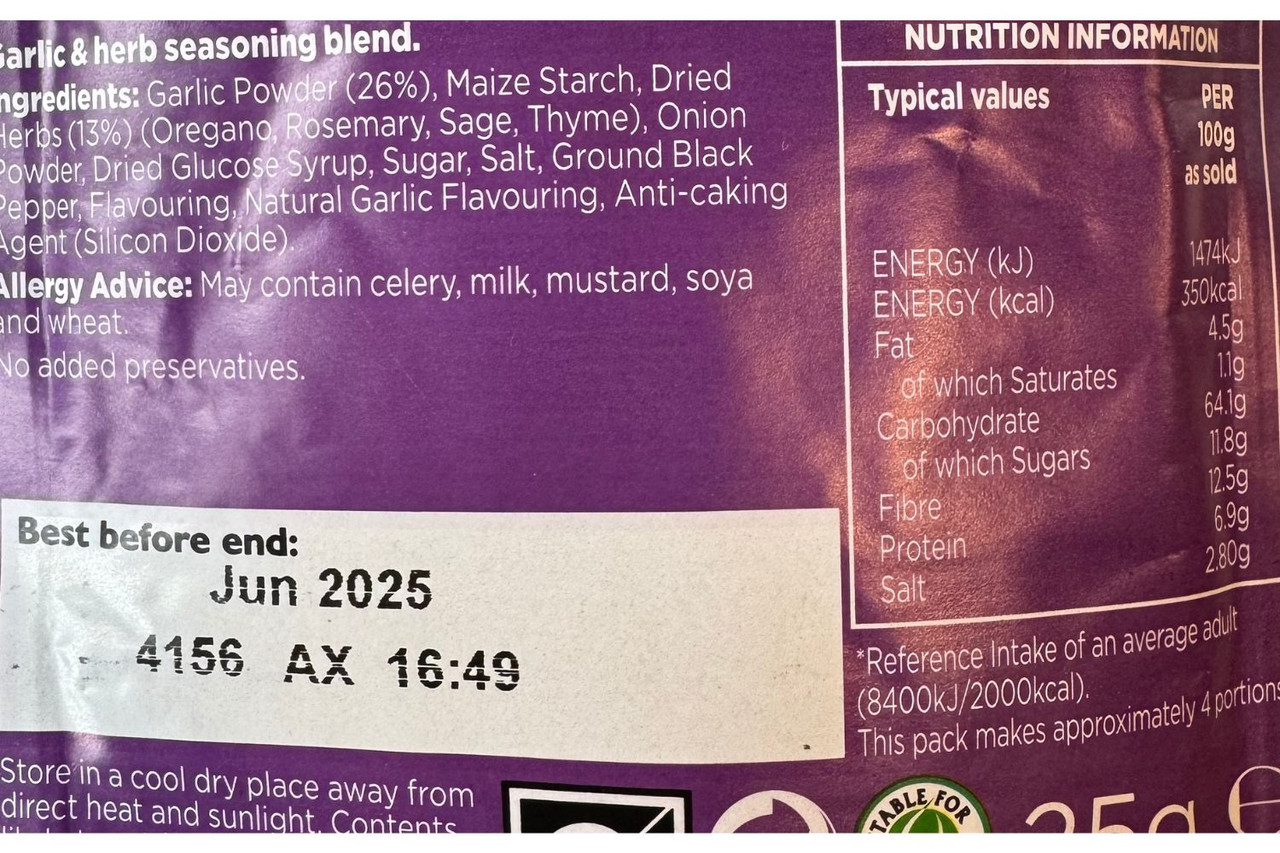 Garlic & herb seasoning blend.
Ingredients: Garlic Powder (26%), Maize Starch, Dried
Herbs (13%) (Oregano, Rosemary, Sage, Thyme), Onion
Powder, Dried Glucose Syrup, Sugar, Salt, Ground Black
Pepper, Flavouring, Natural Garlic Flavouring, Anti-caking
Agent (Silicon Dioxide).
Allergy Advice: May contain celery, milk, mustard, soya
and wheat.
No added preservatives.
Best before end:
Jun 2025
4156 AX 16:49
Store in a cool dry place away from
direct heat and sunlight. Contents
NUTRITION INFORMATION
Typical values PER
100g
as sold
ENERGY (kJ) 1474kJ
ENERGY (kcal) 350kcal
Fat 4.5g
of which Saturates 1.1g
Carbohydrate 64.1g
of which Sugars 11.8g
Fibre 12.5g
Protein 6.9g
Salt 2.80g
*Reference Intake of an average adult
(8400kJ/2000kcal).
This pack makes approximately 4 portions
TABLE FOR
25g e